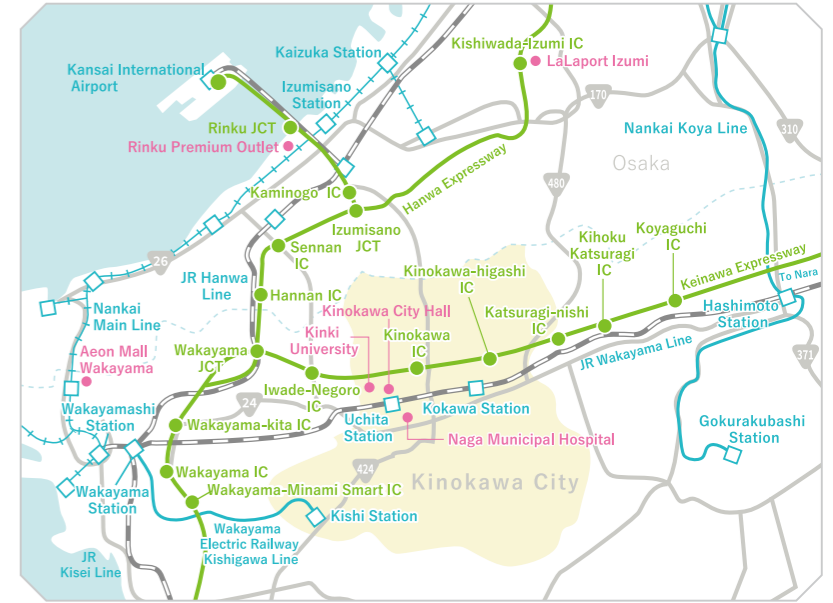 Kishiwada-Izumi IC
LaLaport Izumi
Kaizuka Station
Kansai International
Airport
Izumisano
Station
170
310
Rinku JCT
Rinku Premium Outlet
Nankai Koya Line
Osaka
Hanwa Expressway
480
Kaminogo IC
Izumisano
JCT
Sennan
IC
26
JR Hanwa
Line
Kihoku
Katsuragi
IC
Koyaguchi
IC
Keinawa Expressway
To Nara
Kinokawa-higashi
IC
Hannan IC
Nankai
Main Line
Kinokawa City Hall
Katsuragi-nishi
IC
Hashimoto
Station
Kinki
University
Kinokawa
IC
Aeon Mall
Wakayama
Wakayama
JCT
JR Wakayama Line
371
Iwade-Negoro
IC
24
Wakayamashi
Station
Wakayama-kita IC
Uchita
Station
Kokawa Station
Gokurakubashi
Station
Naga Municipal Hospital
424
Wakayama IC
Kinokawa City
Wakayama
Station
Wakayama-Minami Smart IC
Kishi Station
Wakayama
Electric Railway
Kishigawa Line
JR
Kisei Line